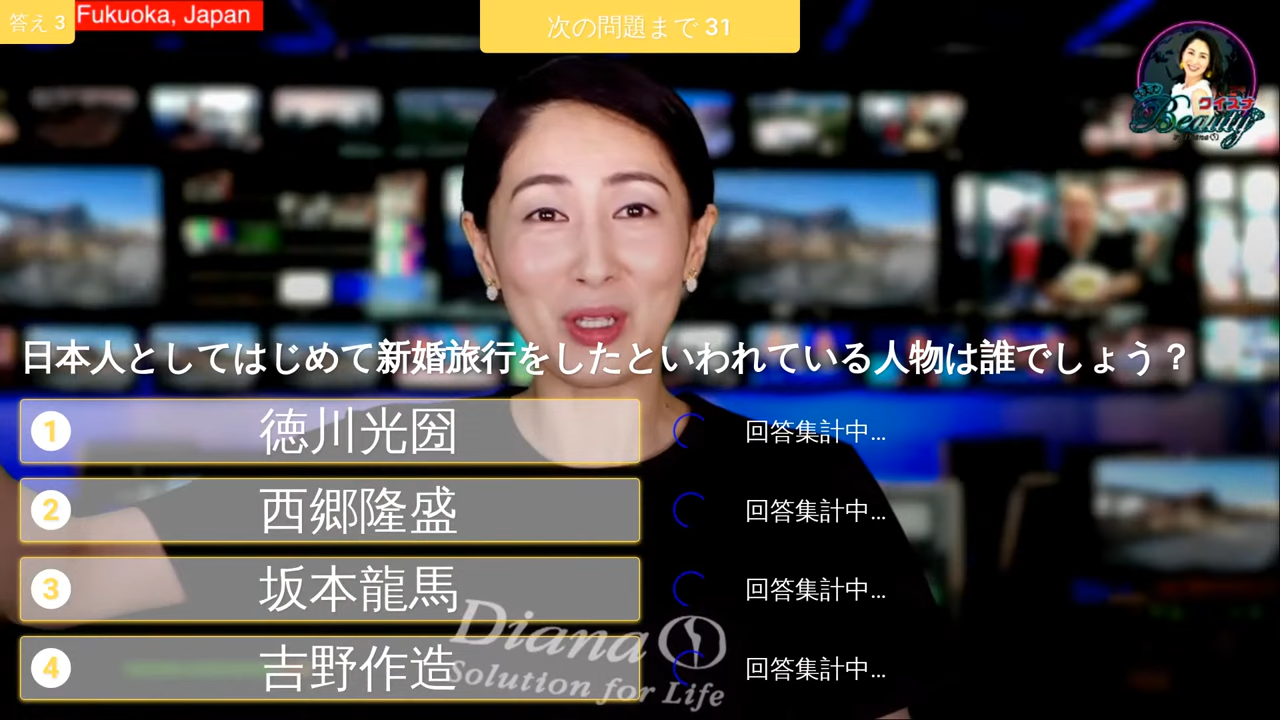 答え 3
Fukuoka, Japan
次の問題まで 31
クイズナ
Beauty
日本人としてはじめて新婚旅行をしたといわれている人物は誰でしょう？
1 徳川光圀 回答集計中...
2 西郷隆盛 回答集計中...
3 坂本龍馬 回答集計中...
4 吉野作造 回答集計中...
Diana
Solution for Life